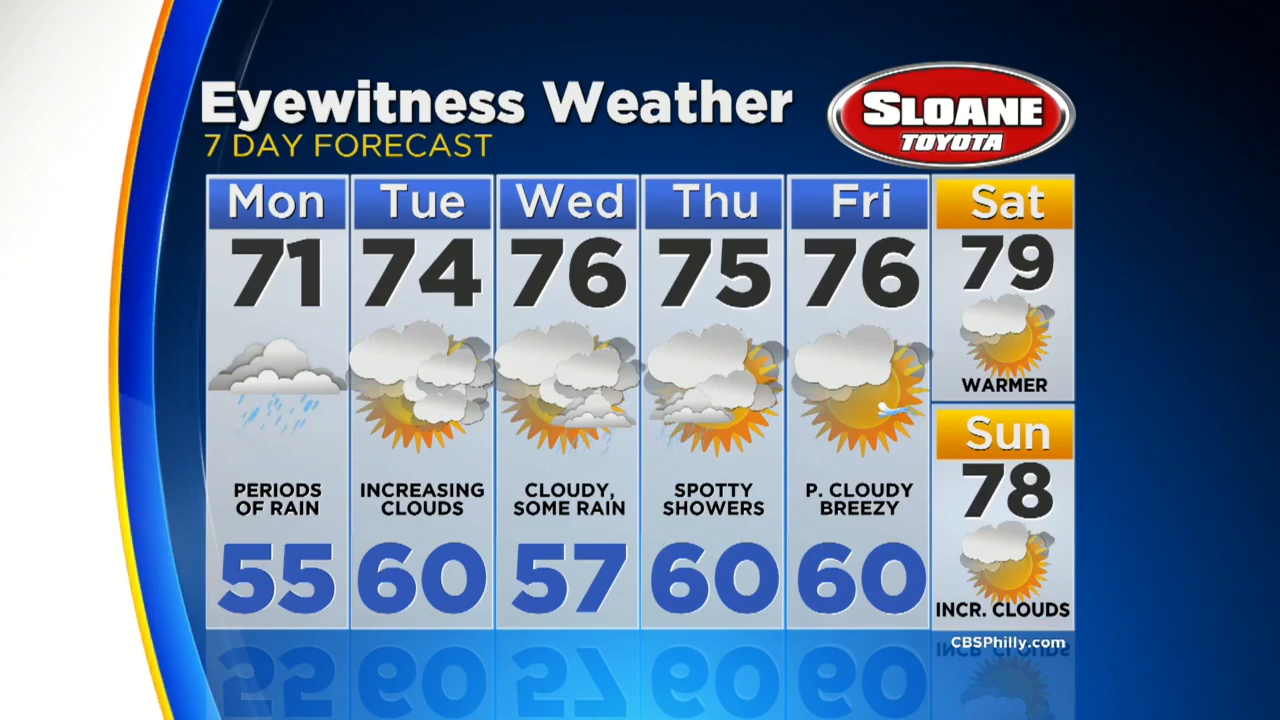 Eyewitness Weather
7 DAY FORECAST
SLOANE
TOYOTA
Mon
71
PERIODS
OF RAIN
55
Tue
74
INCREASING
CLOUDS
60
Wed
76
CLOUDY,
SOME RAIN
57
Thu
75
SPOTTY
SHOWERS
60
Fri
76
P. CLOUDY
BREEZY
60
Sat
79
WARMER
Sun
78
INCR. CLOUDS
CBSPhilly.com